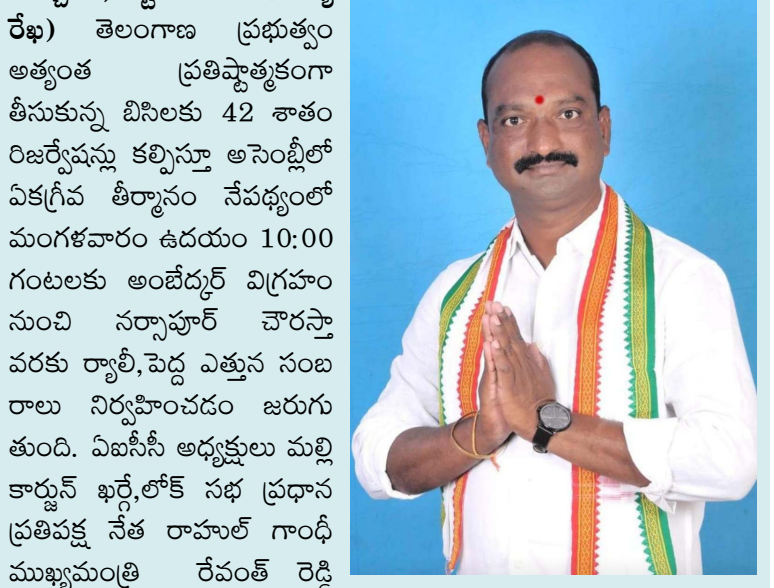 రేఖ) తెలంగాణ ప్రభుత్వం
అత్యంత ప్రతిష్టాత్మకంగా
తీసుకున్న బిసిలకు 42 శాతం
రిజర్వేషన్లు కల్పిస్తూ అసెంబ్లీలో
ఏకగ్రీవ తీర్మానం నేపథ్యంలో
మంగళవారం ఉదయం 10:00
గంటలకు అంబేద్కర్ విగ్రహం
నుంచి నర్సాపూర్ చౌరస్తా
వరకు ర్యాలీ,పెద్ద ఎత్తున సంబ
రాలు నిర్వహించడం జరుగు
తుంది. ఏఐసీసీ అధ్యక్షులు మల్లి
కార్జున్ ఖర్గే,లోక్ సభ ప్రధాన
ప్రతిపక్ష నేత రాహుల్ గాంధీ
ముఖ్యమంత్రి రేవంత్ రెడ్డి